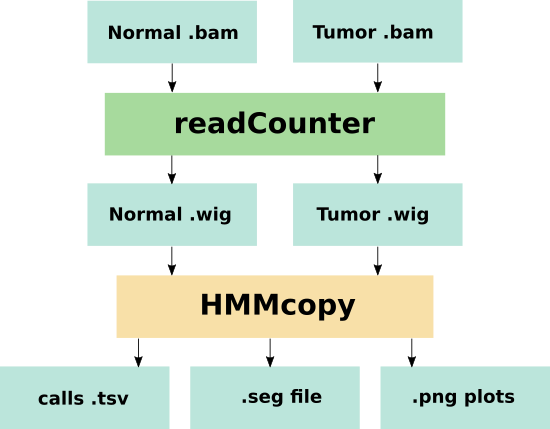 Normal .bam
Tumor .bam
readCounter
Normal .wig
Tumor .wig
HMMcopy
calls .tsv
.seg file
.png plots